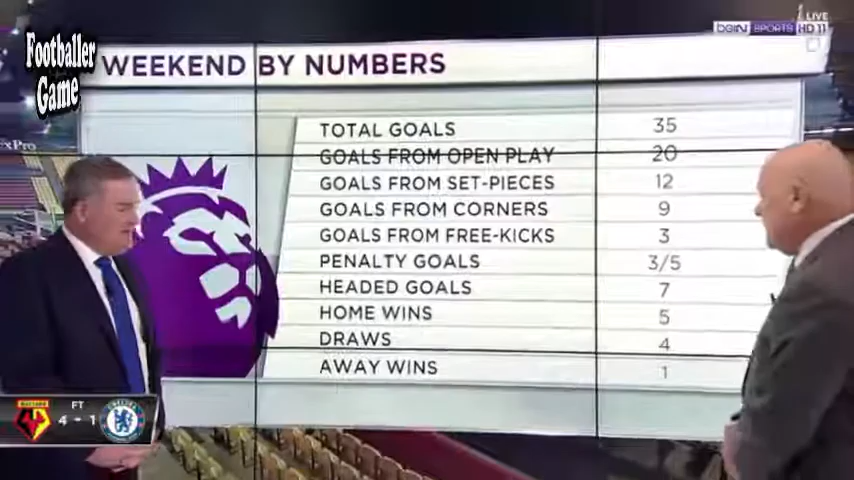 LIVE
beIN SPORTS HD 11
Footballer
Game
WEEKEND BY NUMBERS
TOTAL GOALS 35
GOALS FROM OPEN PLAY 20
GOALS FROM SET-PIECES 12
GOALS FROM CORNERS 9
GOALS FROM FREE-KICKS 3
PENALTY GOALS 3/5
HEADED GOALS 7
HOME WINS 5
DRAWS 4
AWAY WINS 1
FT
4 - 1
WATFORD